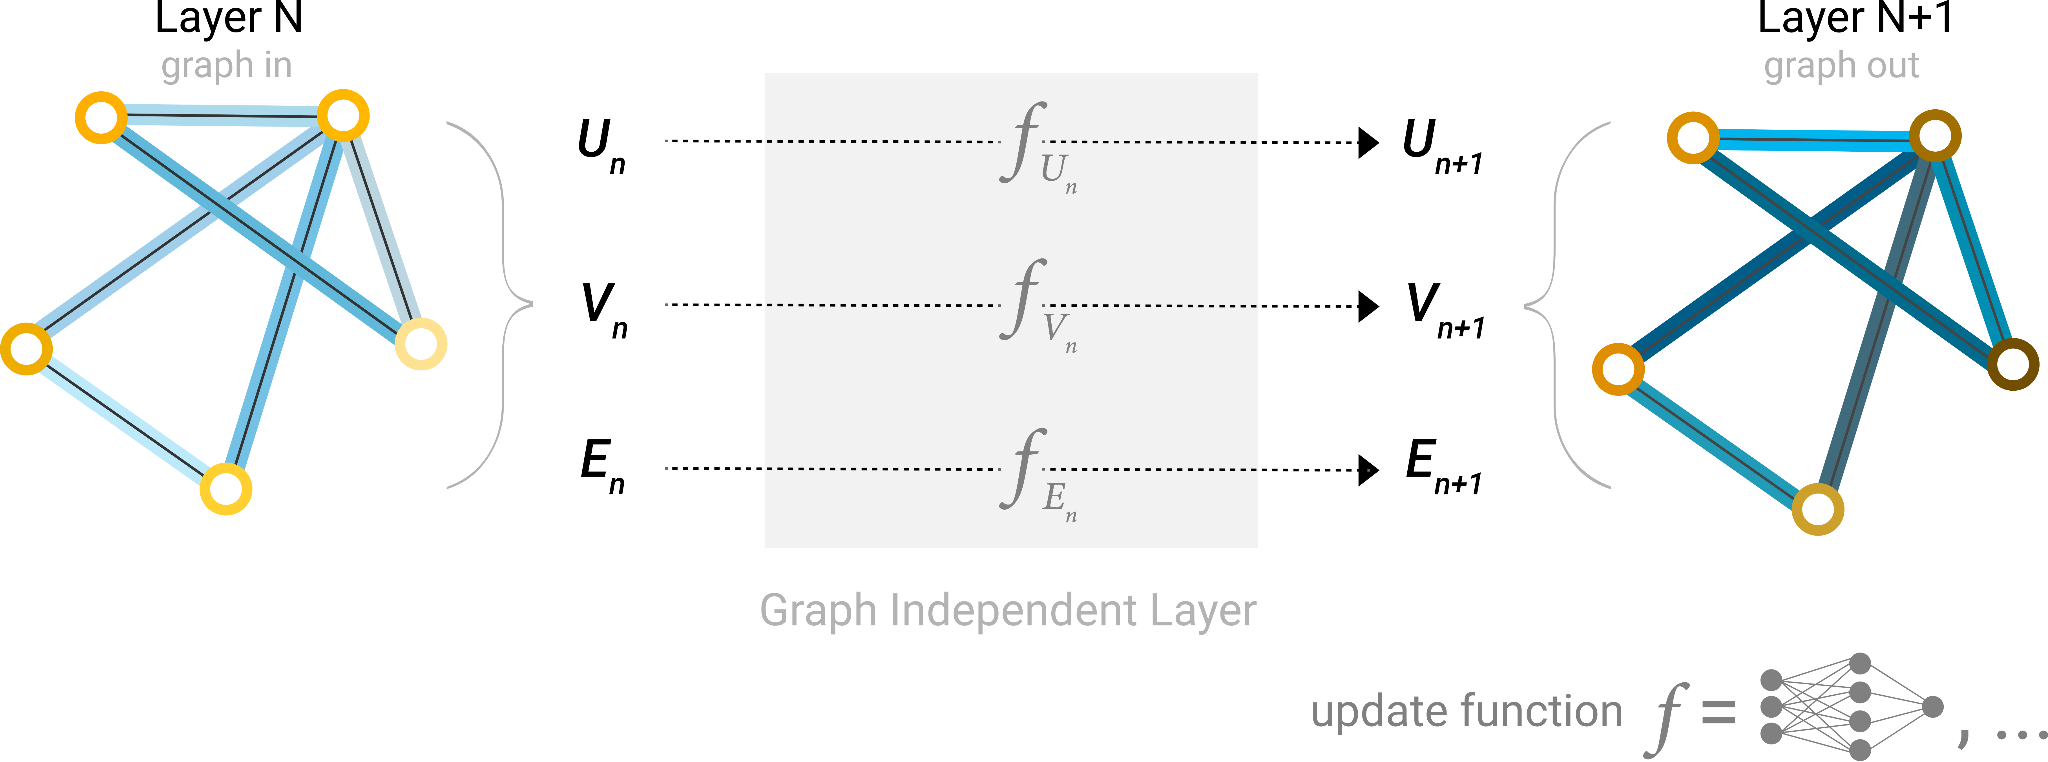 Layer N
graph in
Layer N+1
graph out
U n
f U n
U n+1
V n
f V n
V n+1
E n
f E n
E n+1
Graph Independent Layer
update function f = , ...